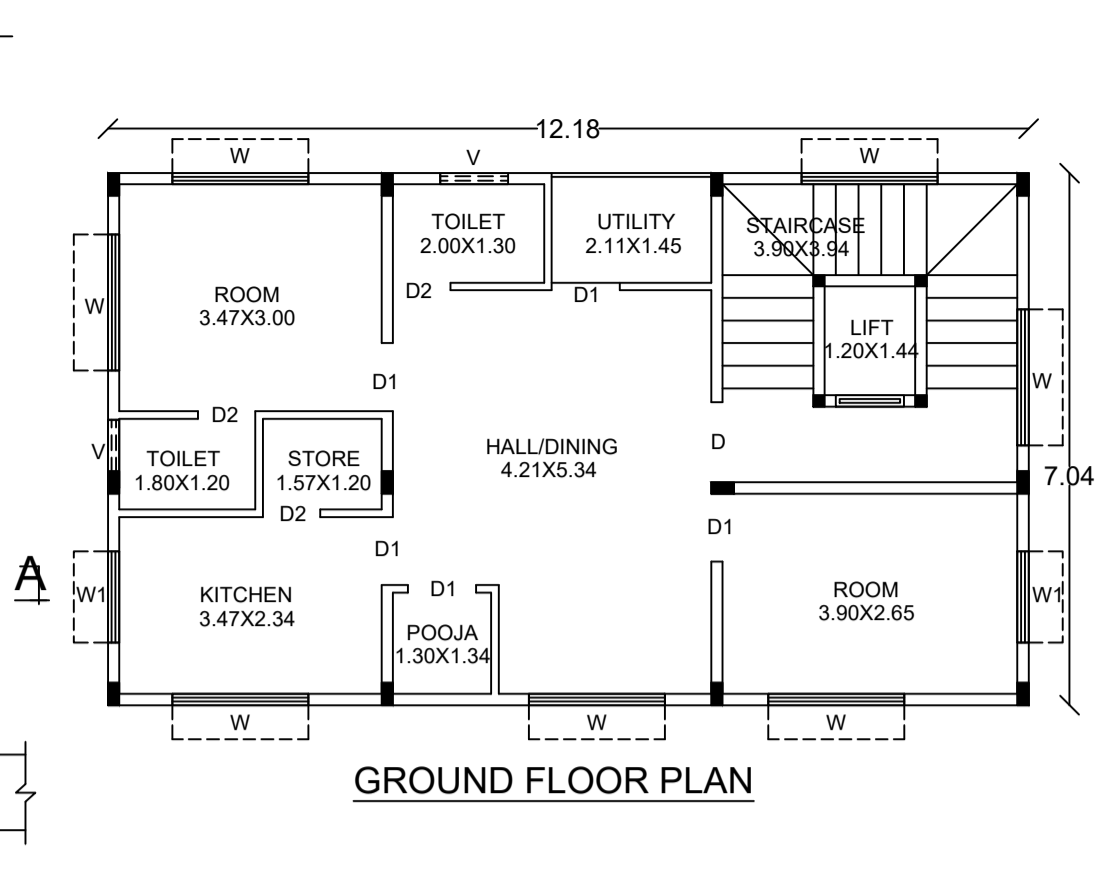 12.18
W
V
W
TOILET
2.00X1.30
UTILITY
2.11X1.45
STAIRCASE
3.90X3.94
D2
D1
W
ROOM
3.47X3.00
LIFT
1.20X1.44
W
D1
D2
V
TOILET
1.80X1.20
STORE
1.57X1.20
HALL/DINING
4.21X5.34
D
7.04
D2
D1
D1
A
W1
KITCHEN
3.47X2.34
D1
POOJA
1.30X1.34
ROOM
3.90X2.65
W1
W
W
W
GROUND FLOOR PLAN